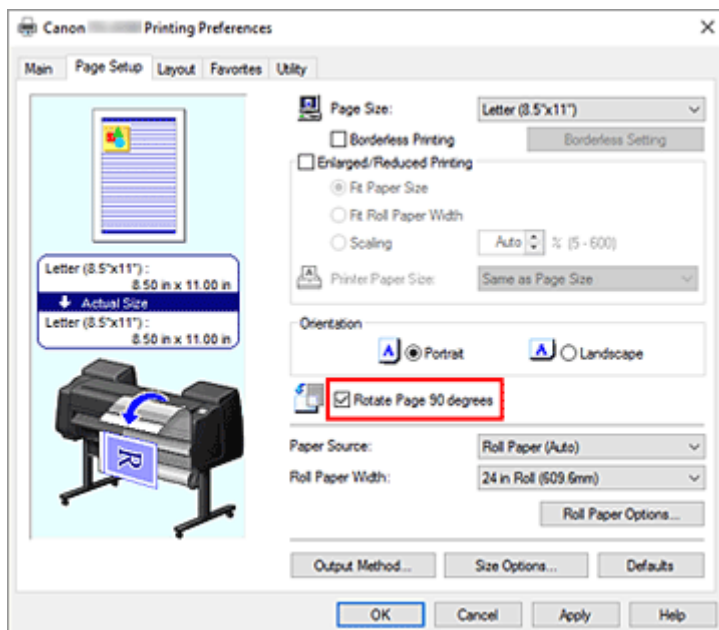 Canon Printing Preferences
Main Page Setup Layout Favorites Utility
Page Size: Letter (8.5"x11")
Borderless Printing Borderless Setting
Enlarged/Reduced Printing
Fit Paper Size
Fit Roll Paper Width
Scaling Auto % (5 - 600)
Printer Paper Size: Same as Page Size
Letter (8.5"x11") :
8.50 in x 11.00 in
Actual Size
Letter (8.5"x11") :
8.50 in x 11.00 in
Orientation
A Portrait A Landscape
Rotate Page 90 degrees
R
Paper Source: Roll Paper (Auto)
Roll Paper Width: 24 in Roll (609.6mm)
Roll Paper Options...
Output Method... Size Options... Defaults
OK Cancel Apply Help